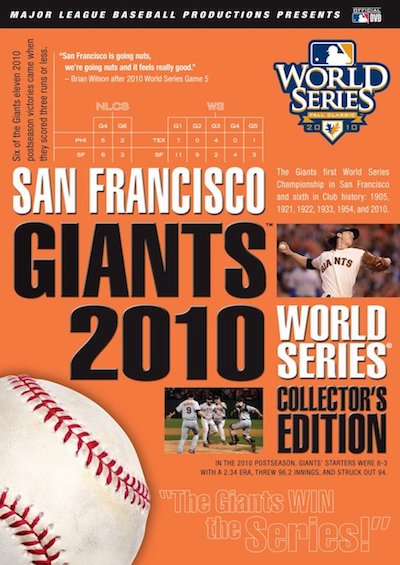 MAJOR LEAGUE BASEBALL PRODUCTIONS PRESENTS
OFFICIAL
DVD
Six of the Giants eleven 2010
postseason victories came when
they scored three runs or less.
"San Francisco is going nuts,
we're going nuts and it feels really good."
– Brian Wilson after 2010 World Series Game 5
WORLD
SERIES
FALL CLASSIC
2010
NLCS WS
G4 G6 G1 G2 G3 G4 G5
PHI 5 2 TEX 7 0 4 0 1
SF 6 3 SF 11 9 2 4 3
The Giants first World Series
Championship in San Francisco
and sixth in Club history: 1905,
1921, 1922, 1933, 1954, and 2010.
SAN FRANCISCO
GIANTS™
2010
GIANTS
WORLD
SERIES®
COLLECTOR'S
EDITION
9
IN THE 2010 POSTSEASON, GIANTS' STARTERS WERE 8-3
WITH A 2.34 ERA, THREW 96.2 INNINGS, AND STRUCK OUT 94.
"The Giants WIN
the Series!"